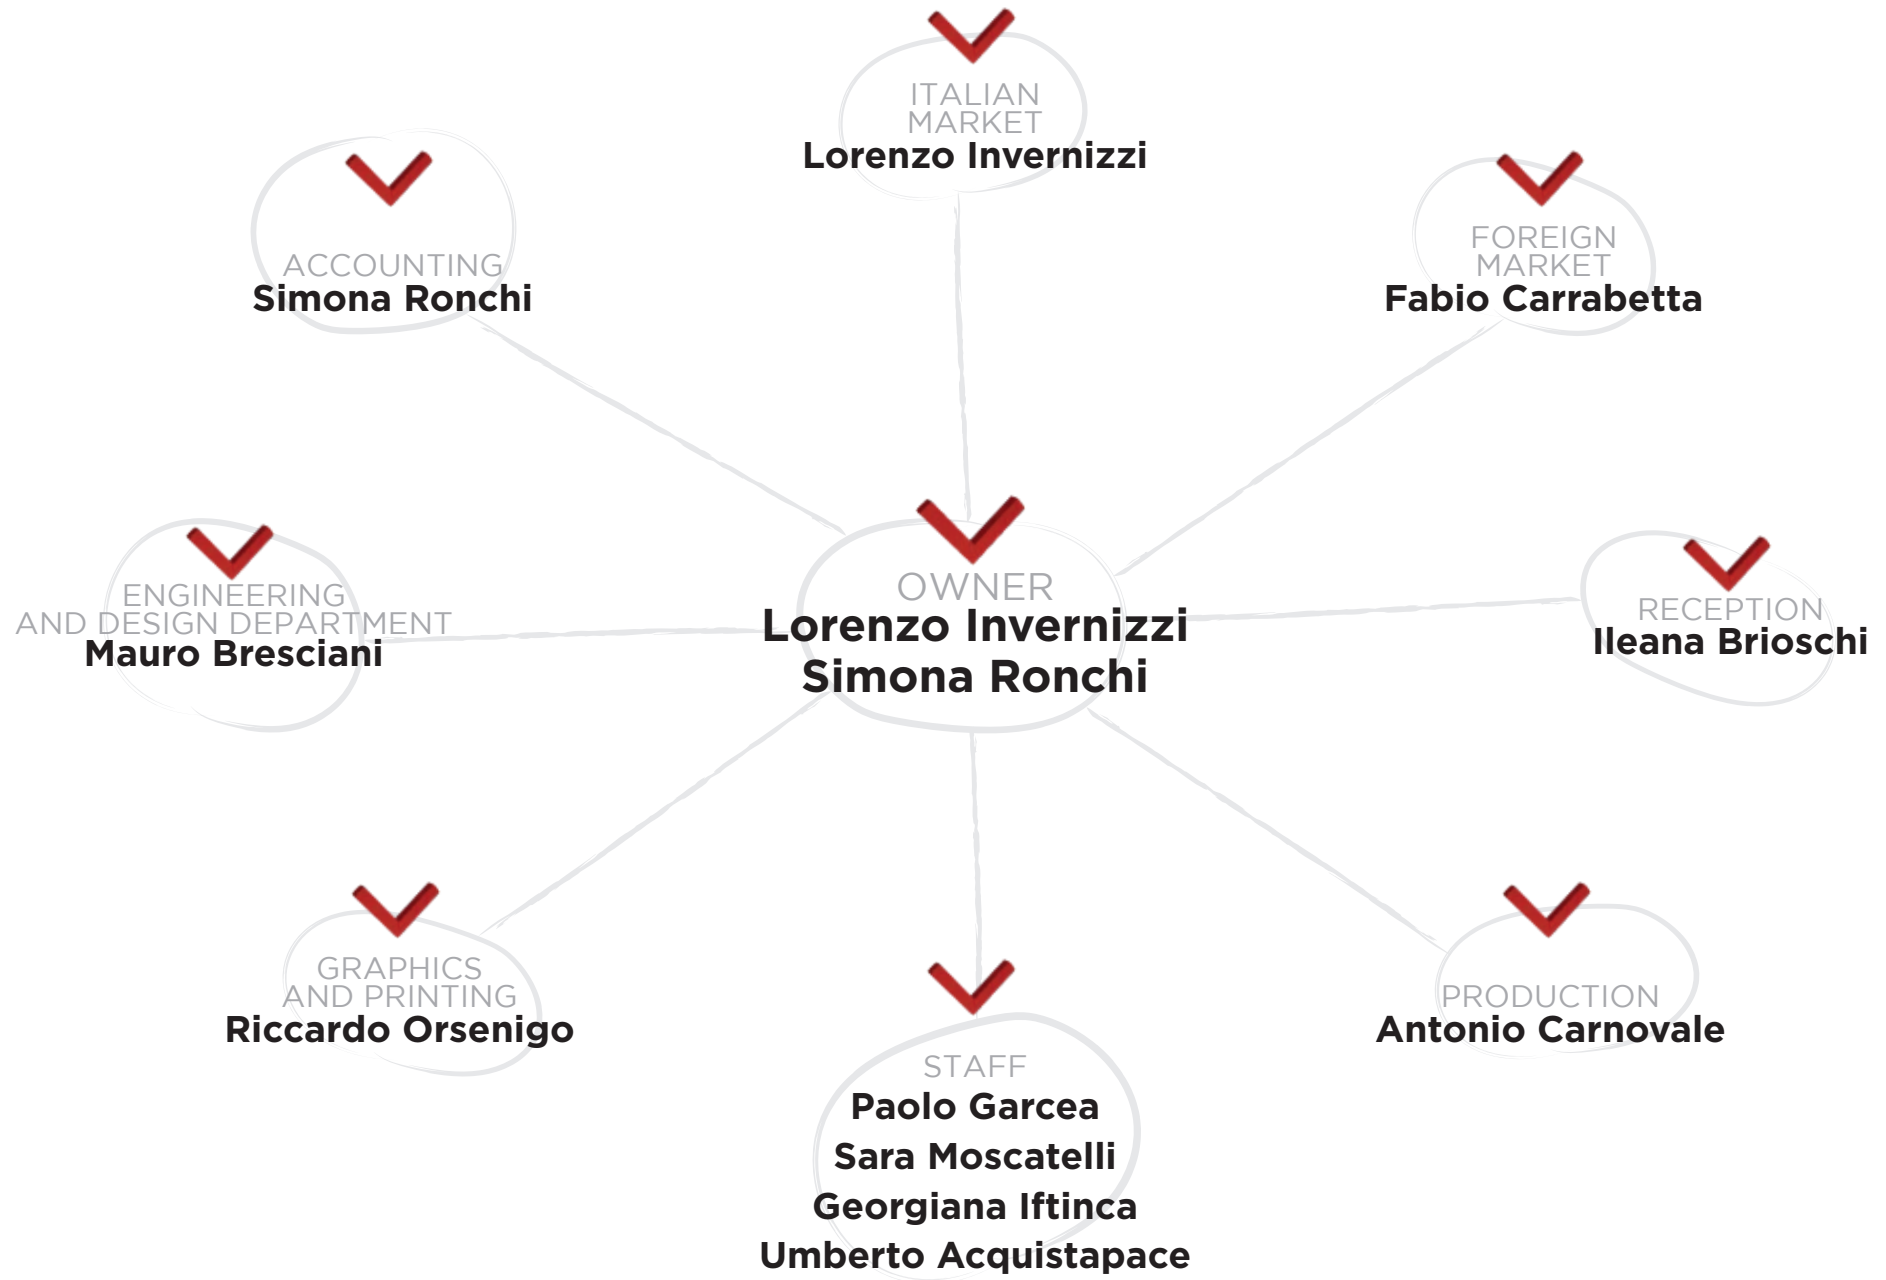 ITALIAN
MARKET
Lorenzo Invernizzi
ACCOUNTING
Simona Ronchi
FOREIGN
MARKET
Fabio Carrabetta
ENGINEERING
AND DESIGN DEPARTMENT
Mauro Bresciani
OWNER
Lorenzo Invernizzi
Simona Ronchi
RECEPTION
Ileana Brioschi
GRAPHICS
AND PRINTING
Riccardo Orsenigo
STAFF
Paolo Garcea
Sara Moscatelli
Georgiana Iftinca
Umberto Acquistapace
PRODUCTION
Antonio Carnovale